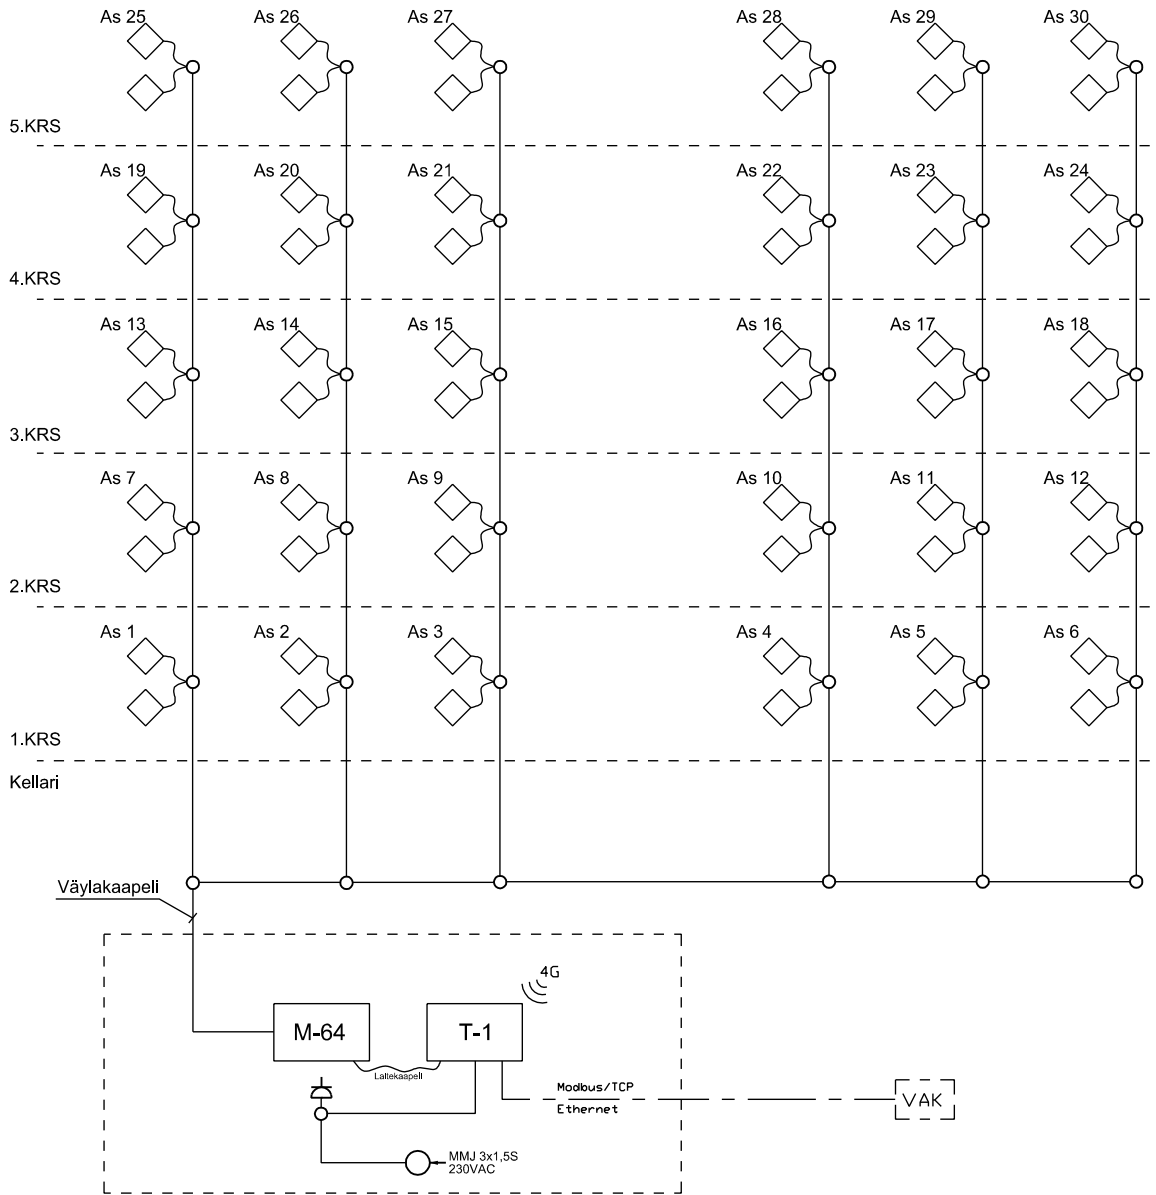 As 25
As 26
As 27
As 28
As 29
As 30
5.KRS
As 19
As 20
As 21
As 22
As 23
As 24
4.KRS
As 13
As 14
As 15
As 16
As 17
As 18
3.KRS
As 7
As 8
As 9
As 10
As 11
As 12
2.KRS
As 1
As 2
As 3
As 4
As 5
As 6
1.KRS
Kellari
Väylakaapeli
4G
M-64
T-1
Laitekaapeli
Modbus/TCP
Ethernet
VAK
MMJ 3x1,5S
230VAC